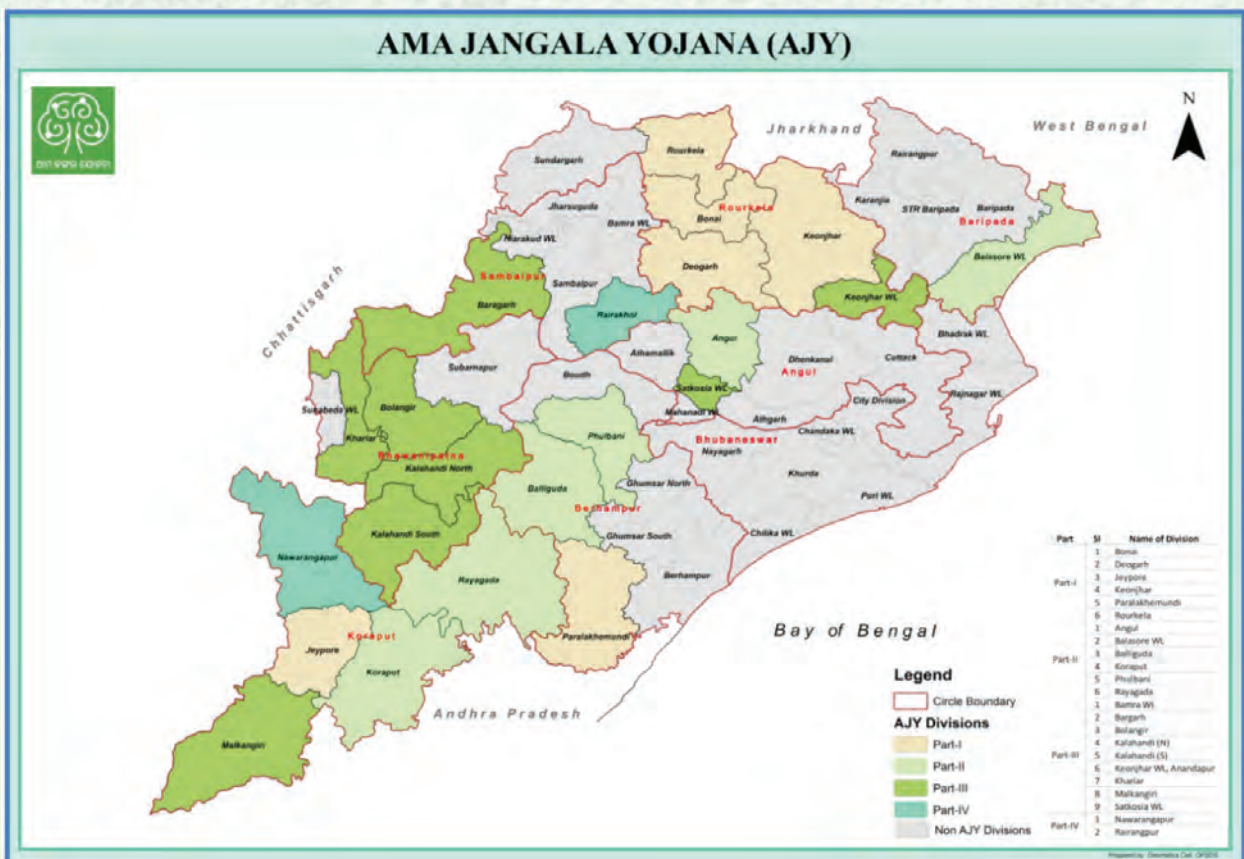 AMA JANGALA YOJANA (AJY)
N
Jharkhand
West Bengal
Chhattisgarh
Andhra Pradesh
Bay of Bengal
Rourkela
Sundargarh
Rairangpur
Jharsuguda
Bamra WL
Bonai
Rourkela
Karanjia
STR Baripada
Baripada
Baripada
Hiarakud WL
Keonjhar
Deogarh
Balasore WL
Sambalpur
Sambalpur
Baragarh
Keonjhar WL
Rairakhol
Angur
Bhadrak WL
Athamallik
Dhenkanal
Cuttack
Subarnapur
Angul
Boudh
Satkosia WL
Sunabeda WL
Bolangir
Mahanadi WL
City Division
Rajnagar WL
Athgarh
Chandaka WL
Khariar
Phulbani
Bhubaneswar
Nayagarh
Bhawanipatna
Kalahandi North
Khurda
Balliguda
Ghumsar North
Puri WL
Berhampur
Kalahandi South
Ghumsar South
Chilika WL
Nawarangapur
Rayagada
Berhampur
Koraput
Jeypore
Paralakhemundi
Koraput
Malkangiri
Legend
Circle Boundary
AJY Divisions
Part-I
Part-II
Part-III
Part-IV
Non AJY Divisions
Part Sl Name of Division
Part-I
1 Bonai
2 Deogarh
3 Jeypore
4 Keonjhar
5 Paralakhemundi
6 Rourkela
Part-II
1 Angul
2 Balasore WL
3 Balliguda
4 Koraput
5 Phulbani
6 Rayagada
Part-III
1 Bamra WL
2 Bargarh
3 Bolangir
4 Kalahandi (N)
5 Kalahandi (S)
6 Keonjhar WL, Anandapur
7 Khariar
8 Malkangiri
9 Satkosia WL
Part-IV
1 Nawarangapur
2 Rairangpur